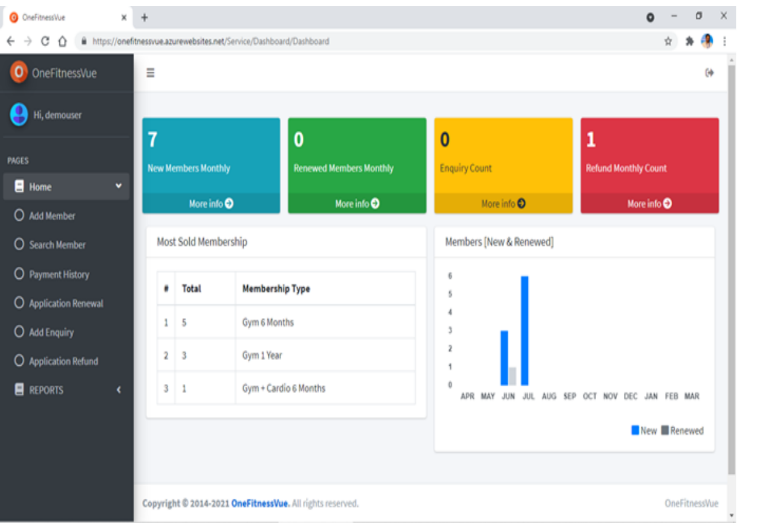 OneFitnessVue
https://onefitnessvue.azurewebsites.net/Service/Dashboard/Dashboard
OneFitnessVue
Hi, demouser
PAGES
Home
Add Member
Search Member
Payment History
Application Renewal
Add Enquiry
Application Refund
REPORTS
7
New Members Monthly
More info
0
Renewed Members Monthly
More info
0
Enquiry Count
More info
1
Refund Monthly Count
More info
Most Sold Membership
# Total Membership Type
1 5 Gym 6 Months
2 3 Gym 1 Year
3 1 Gym + Cardio 6 Months
Members [New & Renewed]
6
5
4
3
2
1
0
APR MAY JUN JUL AUG SEP OCT NOV DEC JAN FEB MAR
New Renewed
Copyright © 2014-2021 OneFitnessVue. All rights reserved.
OneFitnessVue